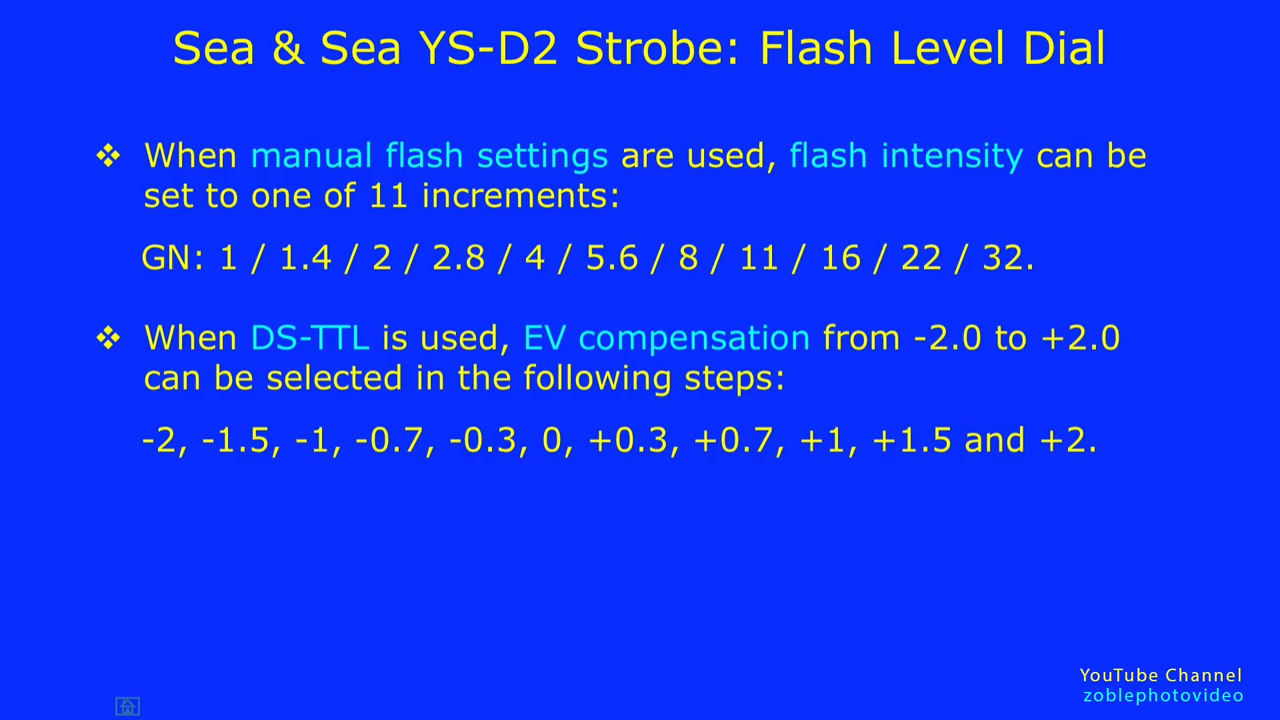 Sea & Sea YS-D2 Strobe: Flash Level Dial
❖ When manual flash settings are used, flash intensity can be
set to one of 11 increments:
GN: 1 / 1.4 / 2 / 2.8 / 4 / 5.6 / 8 / 11 / 16 / 22 / 32.
❖ When DS-TTL is used, EV compensation from -2.0 to +2.0
can be selected in the following steps:
-2, -1.5, -1, -0.7, -0.3, 0, +0.3, +0.7, +1, +1.5 and +2.
YouTube Channel
zoblephotovideo